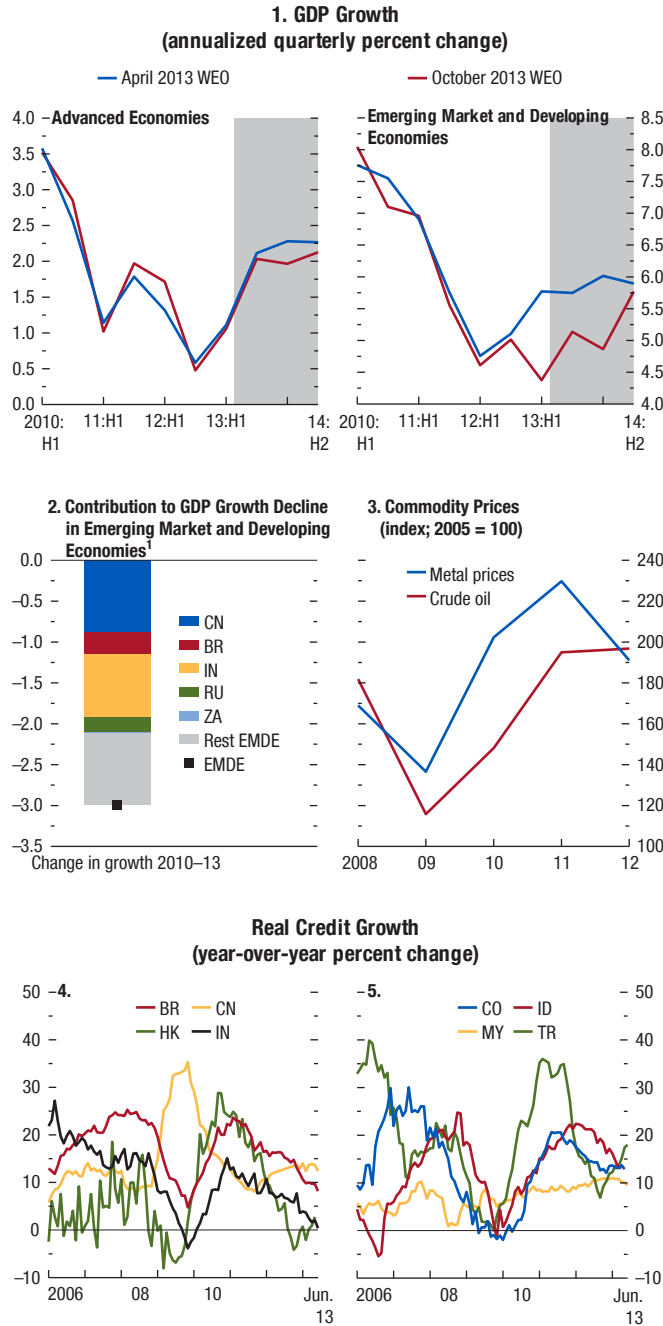 1. GDP Growth
(annualized quarterly percent change)
April 2013 WEO
October 2013 WEO
Advanced Economies
4.0
3.5
3.0
2.5
2.0
1.5
1.0
0.5
0.0
2010:
H1
11:H1
12:H1
13:H1
14:
H2
Emerging Market and Developing
Economies
8.5
8.0
7.5
7.0
6.5
6.0
5.5
5.0
4.5
4.0
2010:
H1
11:H1
12:H1
13:H1
14:
H2
2. Contribution to GDP Growth Decline
in Emerging Market and Developing
Economies¹
0.0
–0.5
–1.0
–1.5
–2.0
–2.5
–3.0
–3.5
CN
BR
IN
RU
ZA
Rest EMDE
EMDE
Change in growth 2010–13
3. Commodity Prices
(index; 2005 = 100)
Metal prices
Crude oil
240
220
200
180
160
140
120
100
2008
09
10
11
12
Real Credit Growth
(year-over-year percent change)
4.
BR
CN
HK
IN
50
40
30
20
10
0
–10
2006
08
10
Jun.
13
5.
CO
ID
MY
TR
50
40
30
20
10
0
–10
2006
08
10
Jun.
13